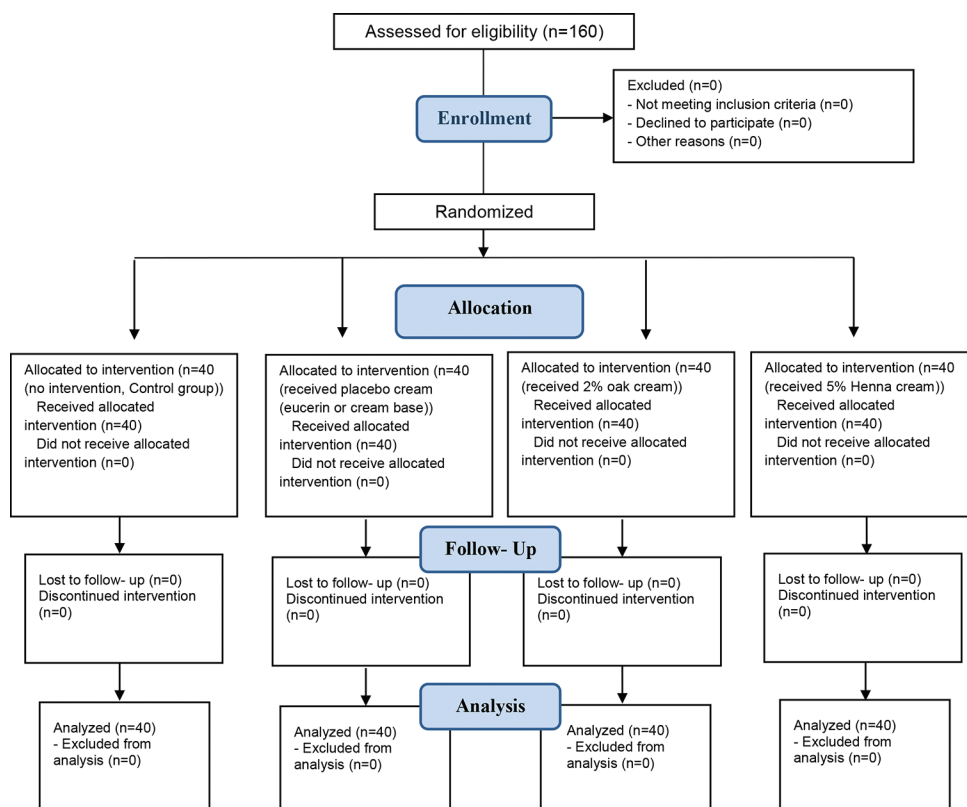 Assessed for eligibility (n=160)
Excluded (n=0)
- Not meeting inclusion criteria (n=0)
- Declined to participate (n=0)
- Other reasons (n=0)
Enrollment
Randomized
Allocation
Allocated to intervention (n=40
(no intervention, Control group))
Received allocated
intervention (n=40)
Did not receive allocated
intervention (n=0)
Allocated to intervention (n=40
(received placebo cream
(eucerin or cream base))
Received allocated
intervention (n=40)
Did not receive allocated
intervention (n=0)
Allocated to intervention (n=40
(received 2% oak cream))
Received allocated
intervention (n=40)
Did not receive allocated
intervention (n=0)
Allocated to intervention (n=40
(received 5% Henna cream))
Received allocated
intervention (n=40)
Did not receive allocated
intervention (n=0)
Follow- Up
Lost to follow- up (n=0)
Discontinued intervention
(n=0)
Lost to follow- up (n=0)
Discontinued intervention
(n=0)
Lost to follow- up (n=0)
Discontinued intervention
(n=0)
Lost to follow- up (n=0)
Discontinued intervention
(n=0)
Analysis
Analyzed (n=40)
- Excluded from
analysis (n=0)
Analyzed (n=40)
- Excluded from
analysis (n=0)
Analyzed (n=40)
- Excluded from
analysis (n=0)
Analyzed (n=40)
- Excluded from
analysis (n=0)